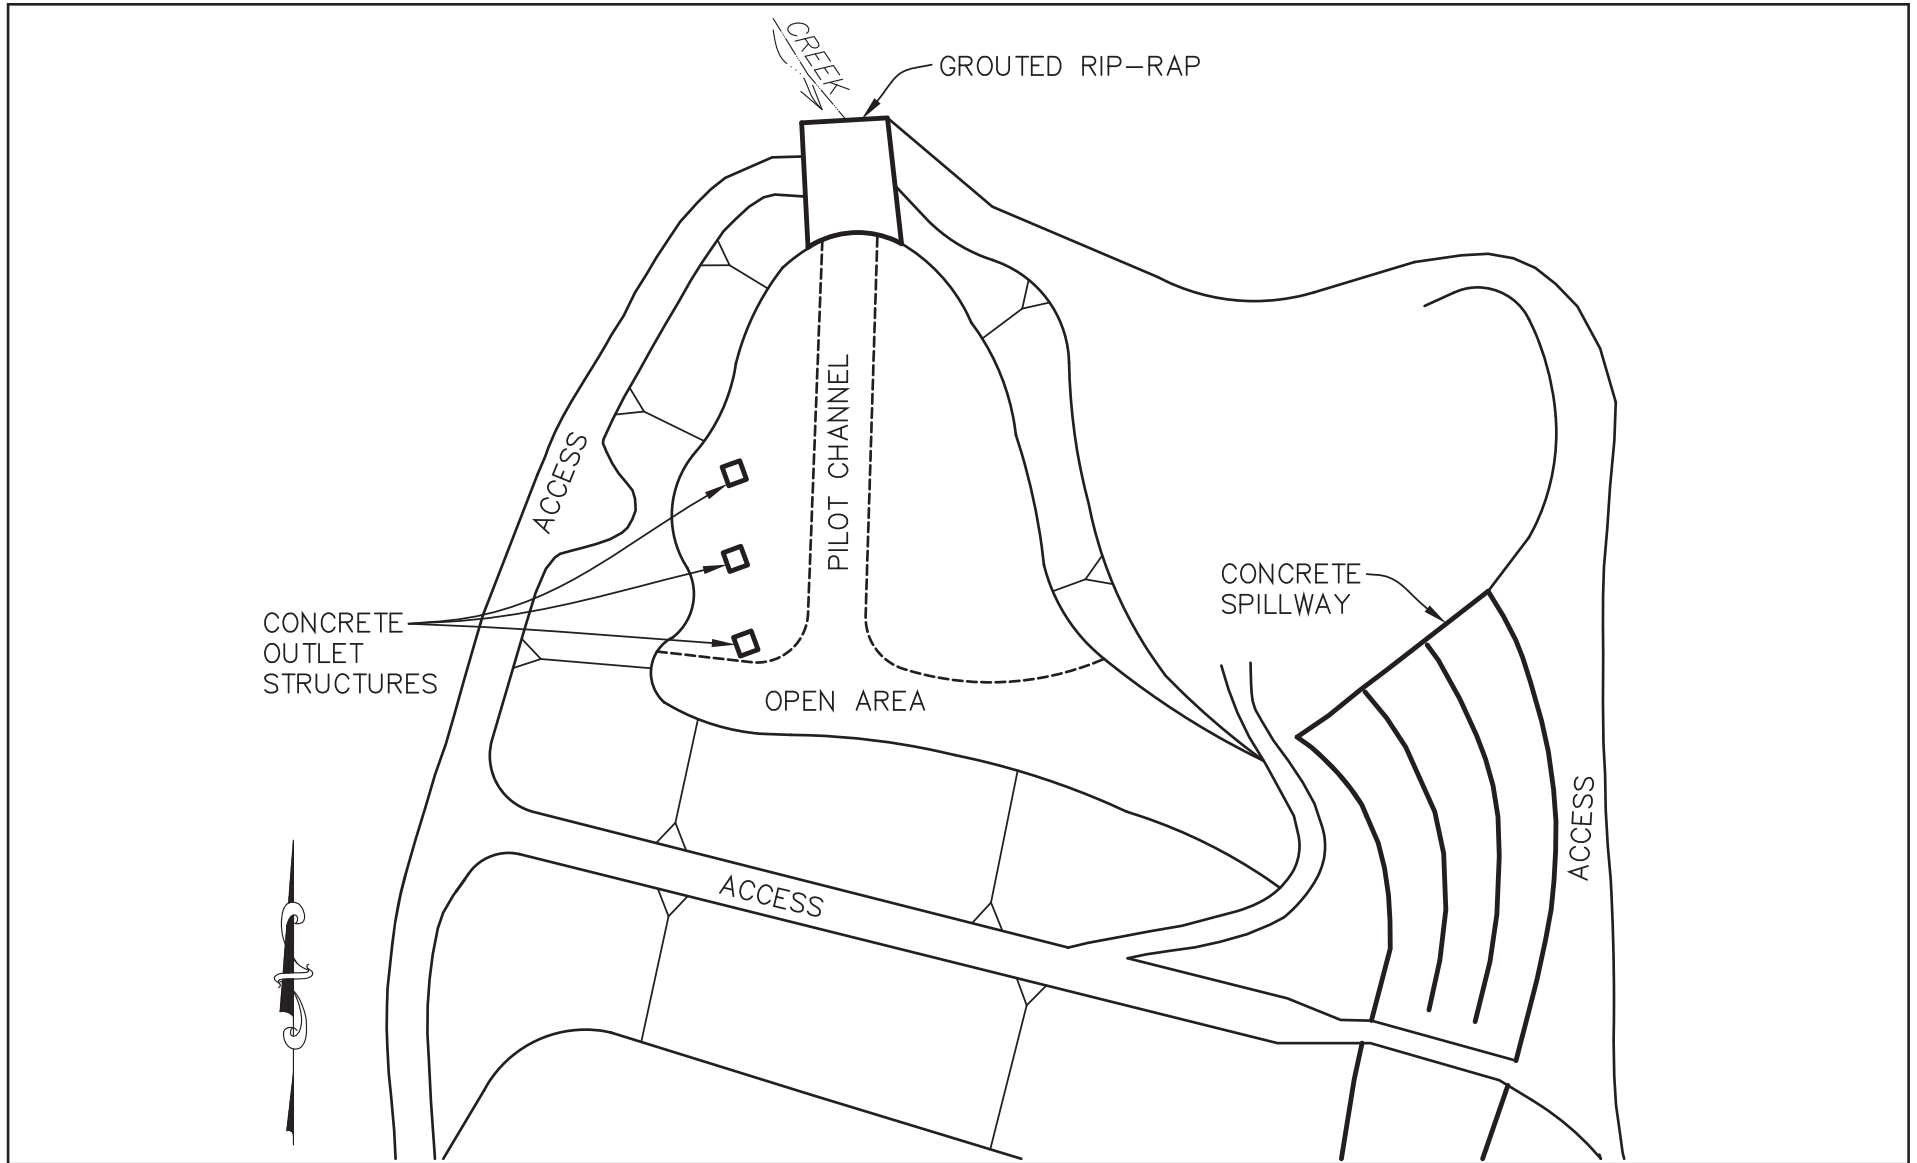 CREEK
GROUTED RIP-RAP
PILOT CHANNEL
ACCESS
CONCRETE
SPILLWAY
CONCRETE
OUTLET
STRUCTURES
OPEN AREA
ACCESS
ACCESS